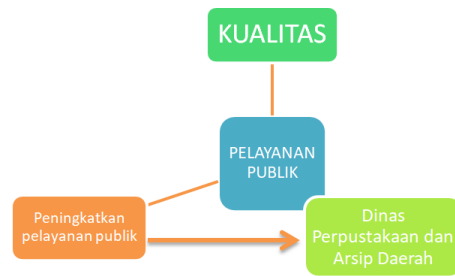 KUALITAS
PELAYANAN
PUBLIK
Peningkatkan
pelayanan publik
Dinas
Perpustakaan dan
Arsip Daerah